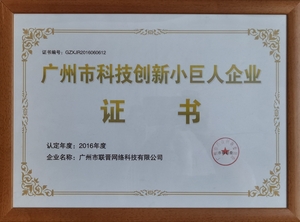 证书编号：GZXJR2016060612
广州市科技创新小巨人企业
证书
认定年度：2016年度
企业名称：广州市联晋网络科技有限公司